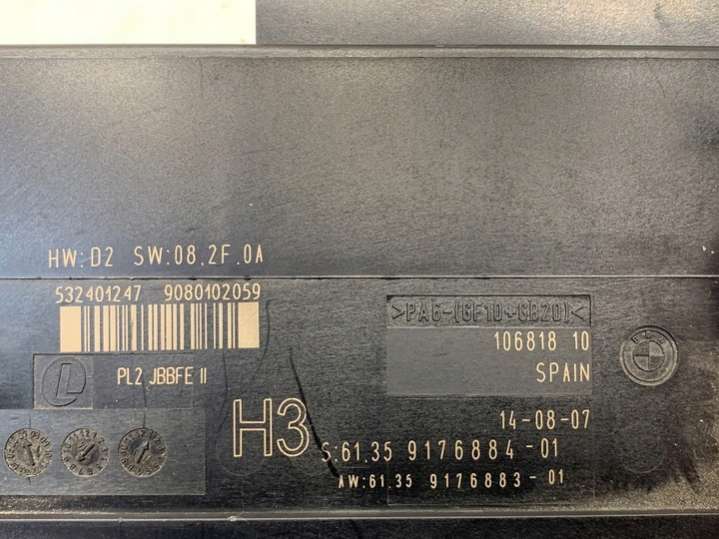 HW:D2 SW:08.2F.0A
532401247 9080102059
>PA6-(GF10+GB20)<
106818 10
PL2 JBBFE II
SPAIN
H3
14-08-07
S:61.35 9176884-01
AW:61.35 9176883-01